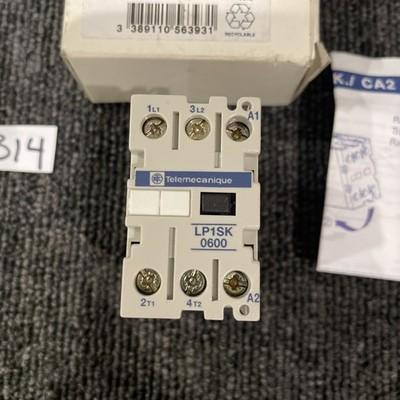 3 389110 563931
RECYCLABLE
K./ CA2
314
1L1 3L2 A1
Telemecanique
LP1SK
0600
2T1 4T2 A2